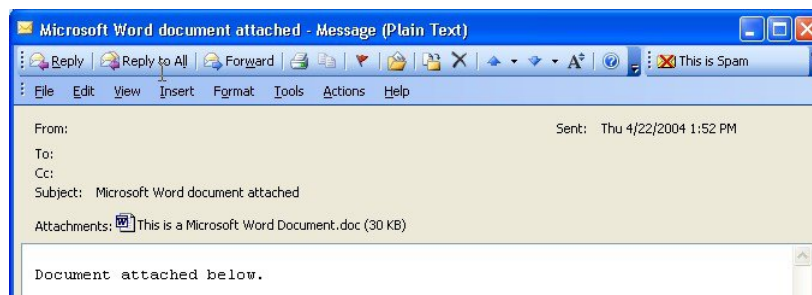 Microsoft Word document attached - Message (Plain Text)
Reply Reply to All Forward This is Spam
File Edit View Insert Format Tools Actions Help
From: Sent: Thu 4/22/2004 1:52 PM
To:
Cc:
Subject: Microsoft Word document attached
Attachments: This is a Microsoft Word Document.doc (30 KB)
Document attached below.